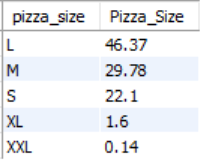 pizza_size Pizza_Size
L 46.37
M 29.78
S 22.1
XL 1.6
XXL 0.14